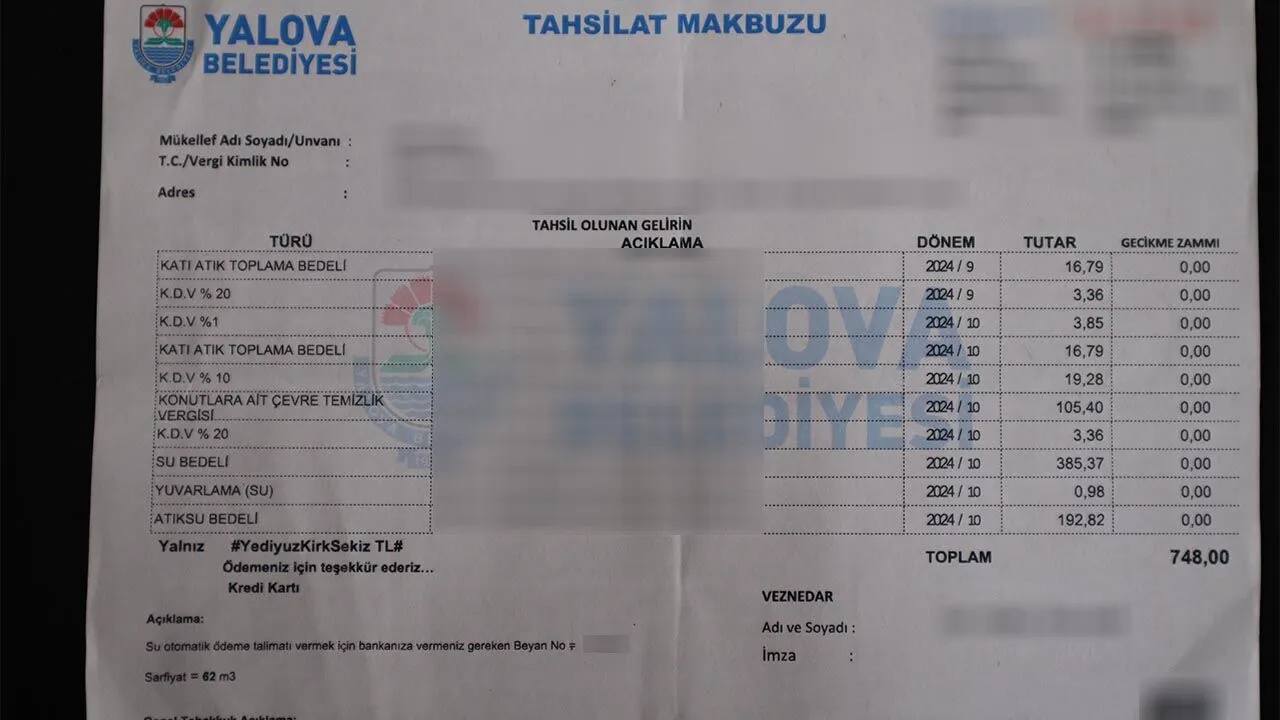 YALOVA
BELEDİYESİ
TAHSİLAT MAKBUZU
Mükellef Adı Soyadı/Unvanı :
T.C./Vergi Kimlik No :
Adres :
TAHSİL OLUNAN GELİRİN
TÜRÜ ACIKLAMA DÖNEM TUTAR GECİKME ZAMMI
KATI ATIK TOPLAMA BEDELİ 2024 / 9 16,79 0,00
K.D.V % 20 2024 / 9 3,36 0,00
K.D.V %1 2024 / 10 3,85 0,00
KATI ATIK TOPLAMA BEDELİ 2024 / 10 16,79 0,00
K.D.V % 10 2024 / 10 19,28 0,00
KONUTLARA AİT ÇEVRE TEMİZLİK
VERGİSİ 2024 / 10 105,40 0,00
K.D.V % 20 2024 / 10 3,36 0,00
SU BEDELİ 2024 / 10 385,37 0,00
YUVARLAMA (SU) 2024 / 10 0,98 0,00
ATIKSU BEDELİ 2024 / 10 192,82 0,00
YALOVA
BELEDİYESİ
Yalnız #YediyuzKirkSekiz TL# TOPLAM 748,00
Ödemeniz için teşekkür ederiz...
Kredi Kartı
VEZNEDAR
Açıklama:
Adı ve Soyadı :
Su otomatik ödeme talimatı vermek için bankanıza vermeniz gereken Beyan No =
İmza :
Sarfiyat = 62 m3
Genel Tahakkuk Açıklama: